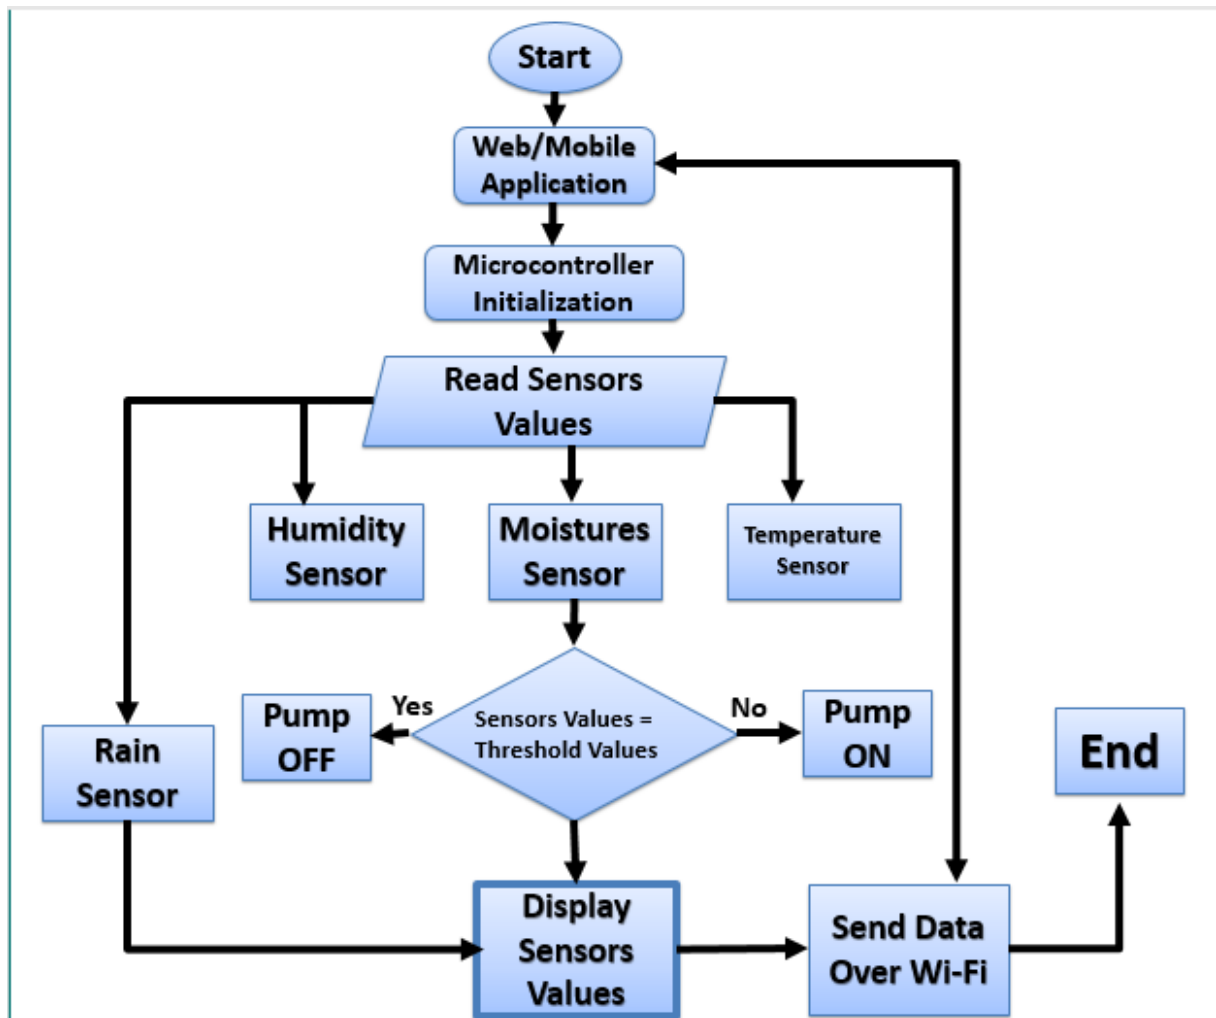 Start
Web/Mobile
Application
Microcontroller
Initialization
Read Sensors
Values
Humidity
Sensor
Moistures
Sensor
Temperature
Sensor
Yes
No
Pump
OFF
Sensors Values =
Threshold Values
Pump
ON
Rain
Sensor
End
Display
Sensors
Values
Send Data
Over Wi-Fi